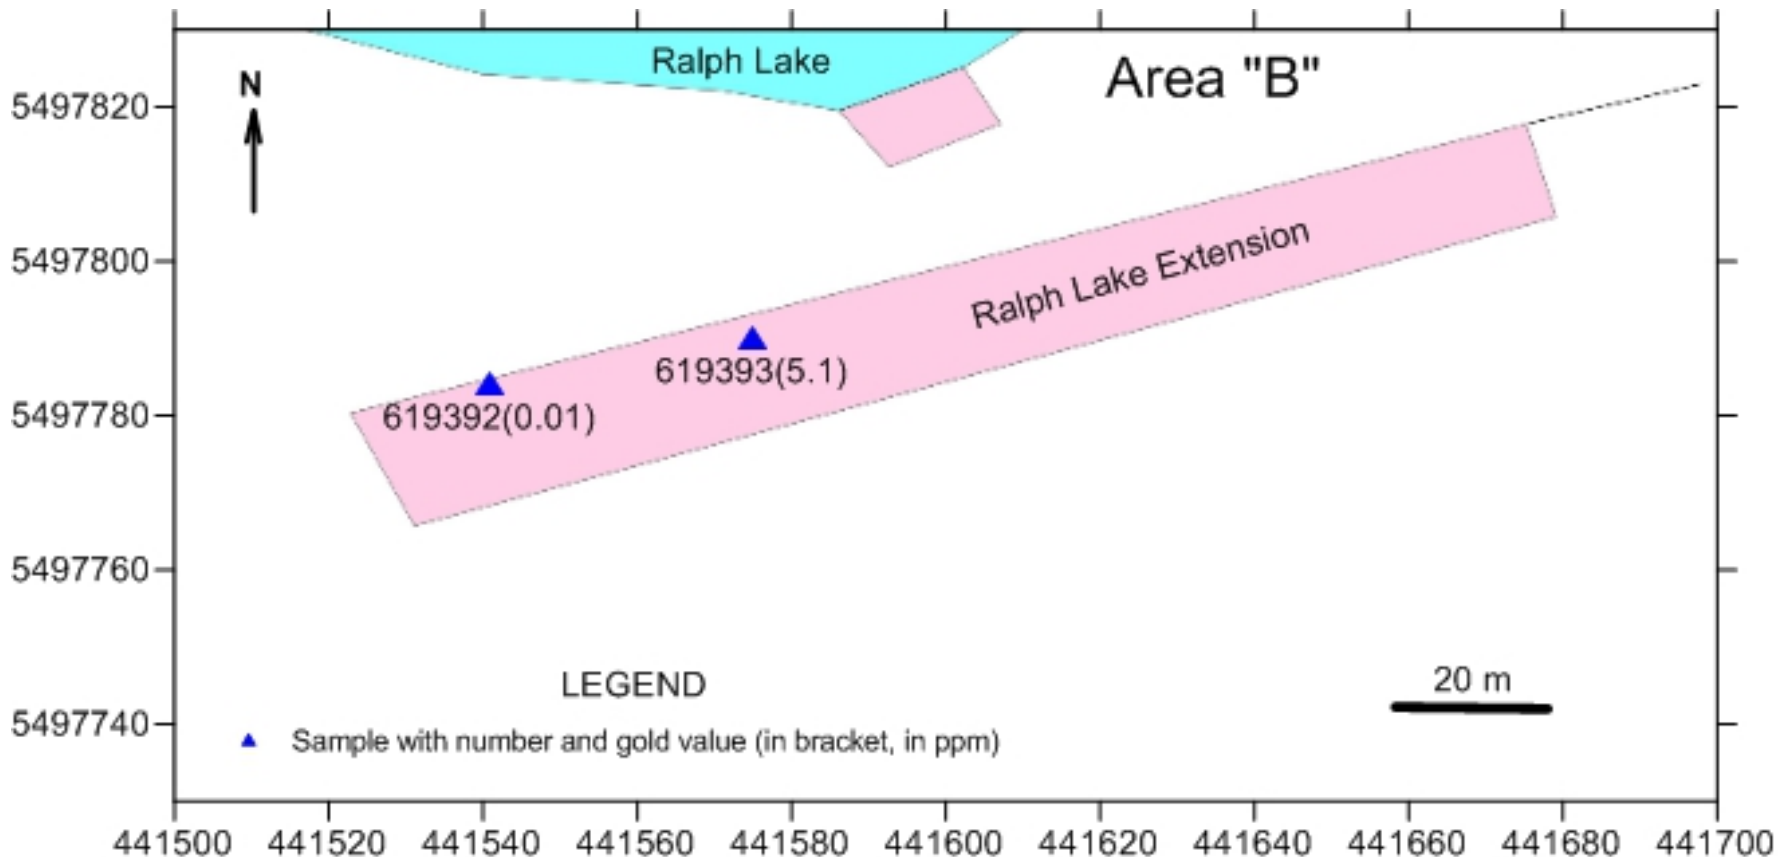 Ralph Lake
Area "B"
N
5497820
5497800
Ralph Lake Extension
619393(5.1)
5497780
619392(0.01)
5497760
LEGEND
20 m
5497740
Sample with number and gold value (in bracket, in ppm)
441500 441520 441540 441560 441580 441600 441620 441640 441660 441680 441700